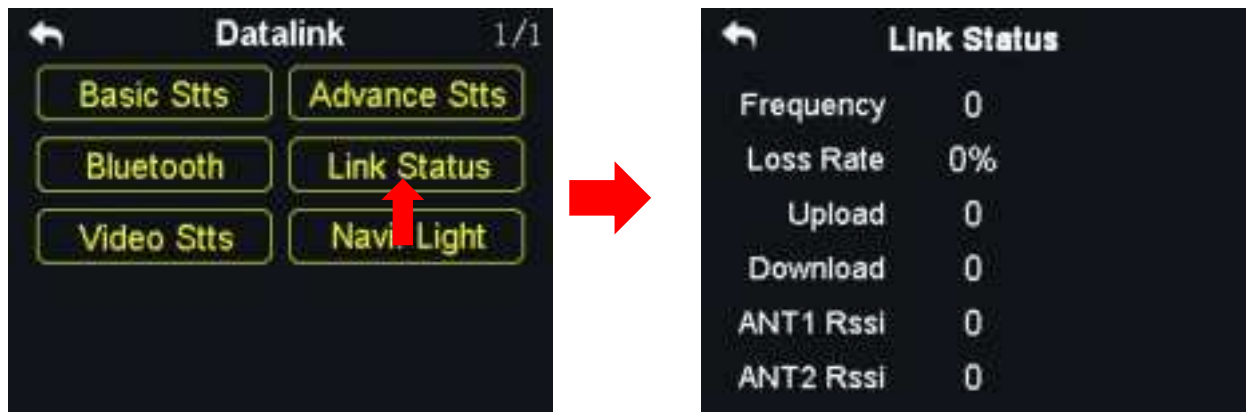 Datalink 1/1
Basic Stts Advance Stts
Bluetooth Link Status
Video Stts Light
Link Status
Frequency 0
Loss Rate 0%
Upload 0
Download 0
ANT1 Rssi 0
ANT2 Rssi 0